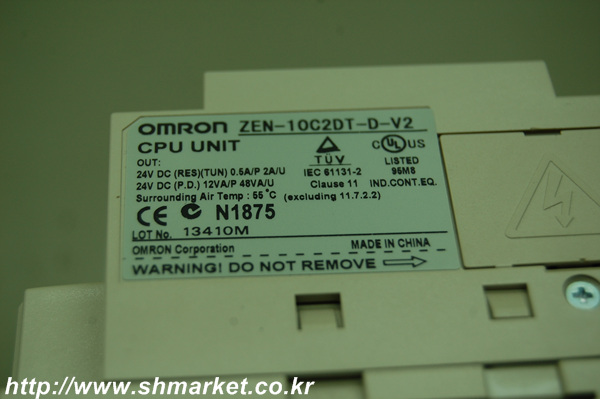 OMRON ZEN-10C2DT-D-V2
CPU UNIT
OUT:
24V DC (RES)(TUN) 0.5A/P 2A/U
24V DC (P.D.) 12VA/P 48VA/U
Surrounding Air Temp : 55°C (excluding 11.7.2.2)
TÜV
IEC 61131-2
Clause 11
c UL US
LISTED
95M8
IND.CONT.EQ.
CE N1875
LOT No. 13410M
OMRON Corporation MADE IN CHINA
WARNING! DO NOT REMOVE
http://www.shmarket.co.kr